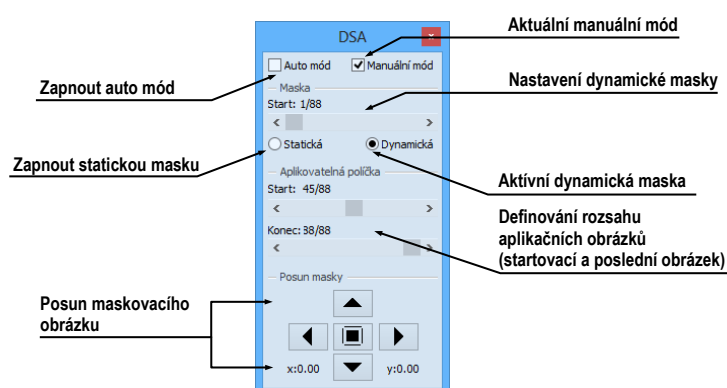 DSA
Aktuální manuální mód
Auto mód
Manuální mód
Zapnout auto mód
Nastavení dynamické masky
Maska
Start: 1/88
Statická
Dynamická
Zapnout statickou masku
Aplikovatelná políčka
Aktívní dynamická maska
Start: 45/88
Definování rozsahu
aplikačních obrázků
(startovací a poslední obrázek)
Konec: 38/88
Posun masky
Posun maskovacího
obrázku
x:0.00
y:0.00